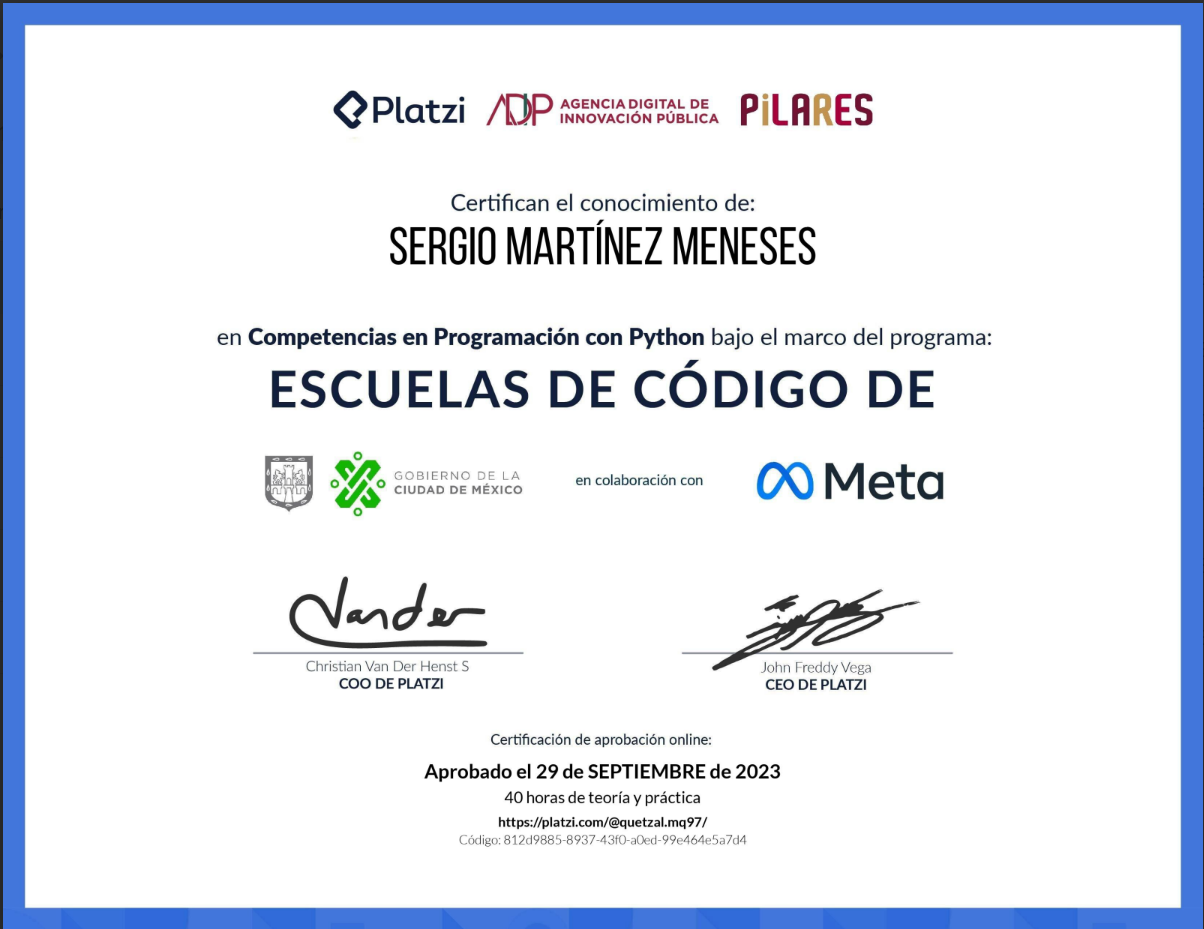 Platzi
ADIP AGENCIA DIGITAL DE INNOVACIÓN PÚBLICA
PiLARES
Certifican el conocimiento de:
SERGIO MARTÍNEZ MENESES
en Competencias en Programación con Python bajo el marco del programa:
ESCUELAS DE CÓDIGO DE
GOBIERNO DE LA
CIUDAD DE MÉXICO
en colaboración con
Meta
Vander
Christian Van Der Henst S
COO DE PLATZI
John Freddy Vega
CEO DE PLATZI
Certificación de aprobación online:
Aprobado el 29 de SEPTIEMBRE de 2023
40 horas de teoría y práctica
https://platzi.com/@quetzal.mq97/
Código: 812d9885-8937-43f0-a0ed-99e464e5a7d4